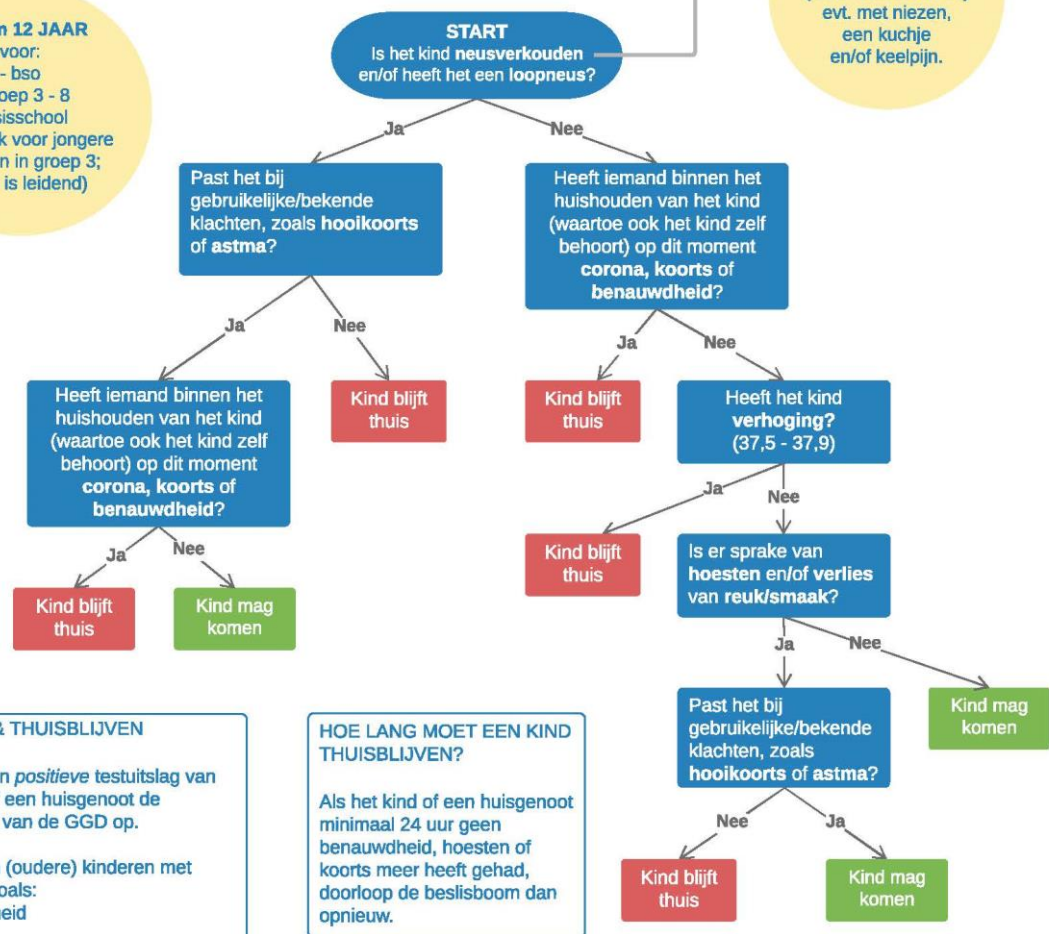 12 JAAR
voor:
- bso
3 - 8
voor jongere
in groep 3;
is leidend)
START
Is het kind neusverkouden
en/of heeft het een loopneus?
evt. met niezen,
een kuchje
en/of keelpijn.
Ja
Nee
Past het bij
gebruikelijke/bekende
klachten, zoals hooikoorts
of astma?
Heeft iemand binnen het
huishouden van het kind
(waartoe ook het kind zelf
behoort) op dit moment
corona, koorts of
benauwdheid?
Ja
Nee
Ja
Nee
Heeft iemand binnen het
huishouden van het kind
(waartoe ook het kind zelf
behoort) op dit moment
corona, koorts of
benauwdheid?
Kind blijft
thuis
Kind blijft
thuis
Heeft het kind
verhoging?
(37,5 - 37,9)
Ja
Nee
Ja
Nee
Kind blijft
thuis
Kind mag
komen
Kind blijft
thuis
Is er sprake van
hoesten en/of verlies
van reuk/smaak?
Ja
Nee
Past het bij
gebruikelijke/bekende
klachten, zoals
hooikoorts of astma?
Kind mag
komen
Nee
Ja
Kind blijft
thuis
Kind mag
komen
& THUISBLIJVEN
positieve testuitslag van
een huisgenoot de
van de GGD op.
(oudere) kinderen met
HOE LANG MOET EEN KIND
THUISBLIJVEN?
Als het kind of een huisgenoot
minimaal 24 uur geen
benauwdheid, hoesten of
koorts meer heeft gehad,
doorloop de beslisboom dan
opnieuw.